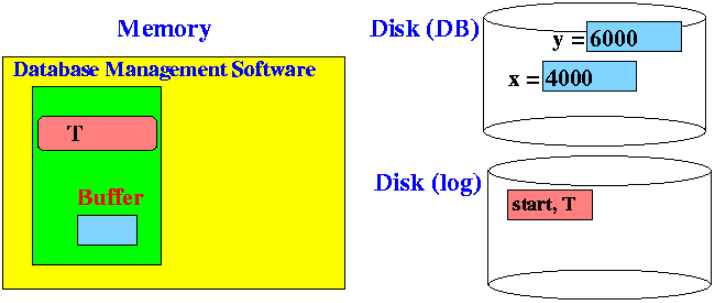 Memory
Database Management Software
T
Buffer
Disk (DB)
y = 6000
x = 4000
Disk (log)
start, T